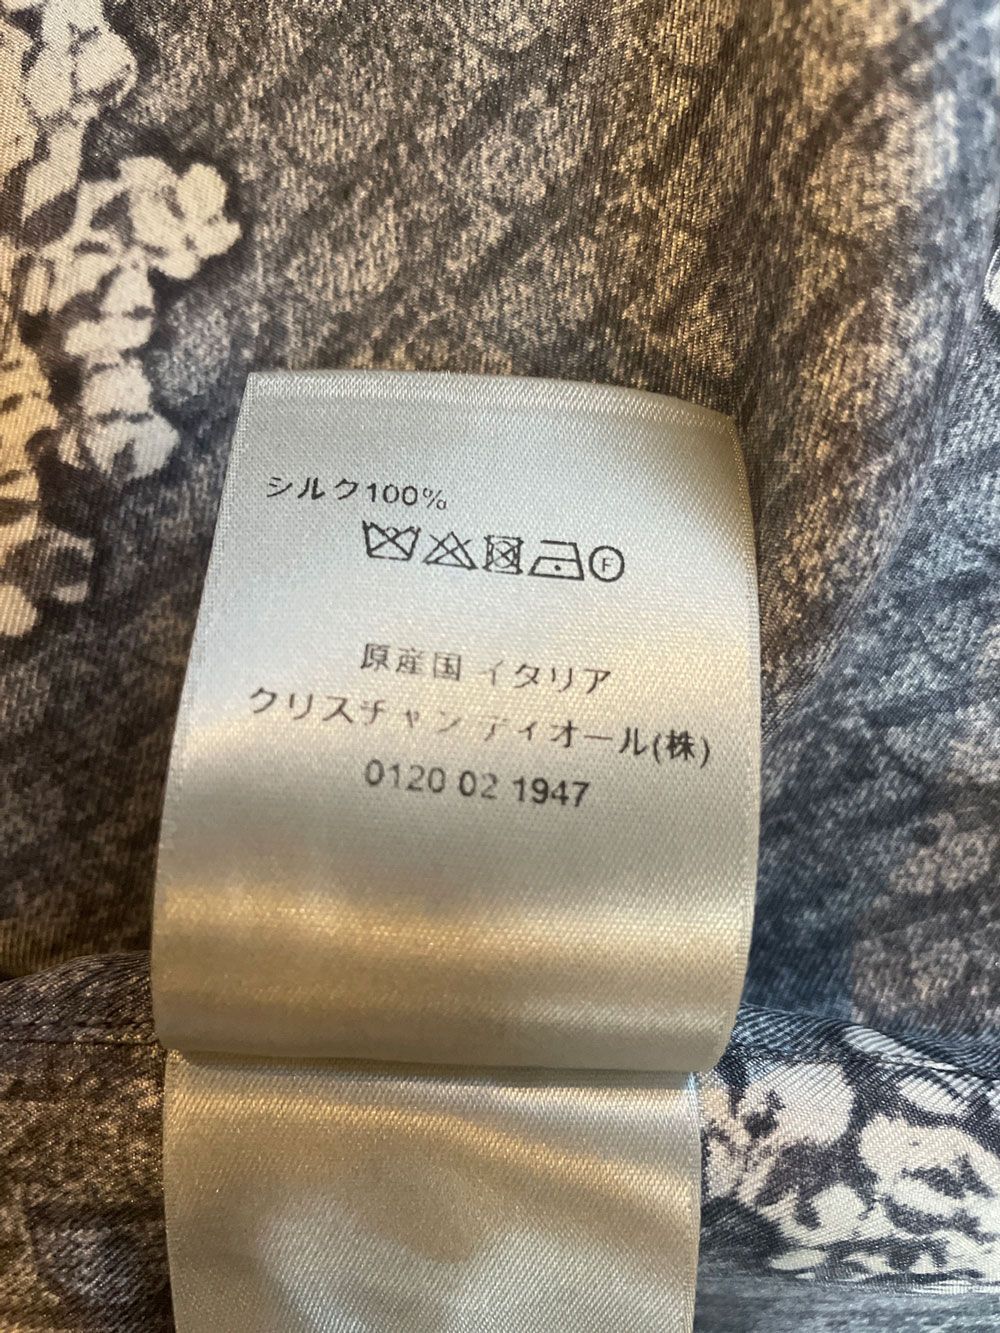 シルク100%
F
原産国 イタリア
クリスチャン ディオール(株)
0120 02 1947